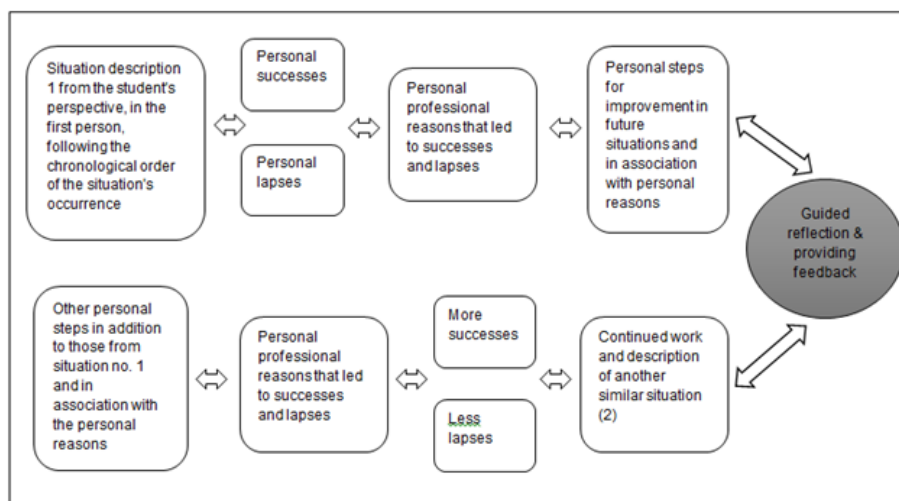 Situation description
1 from the student's
perspective, in the
first person,
following the
chronological order
of the situation's
occurrence
Personal
successes
Personal
lapses
Personal
professional
reasons that led
to successes
and lapses
Personal steps
for
improvement in
future
situations and
in association
with personal
reasons
Guided
reflection &
providing
feedback
Other personal
steps in addition
to those from
situation no. 1
and in
association with
the personal
reasons
Personal
professional
reasons that led
to successes
and lapses
More
successes
Less
lapses
Continued work
and description
of another
similar situation
(2)